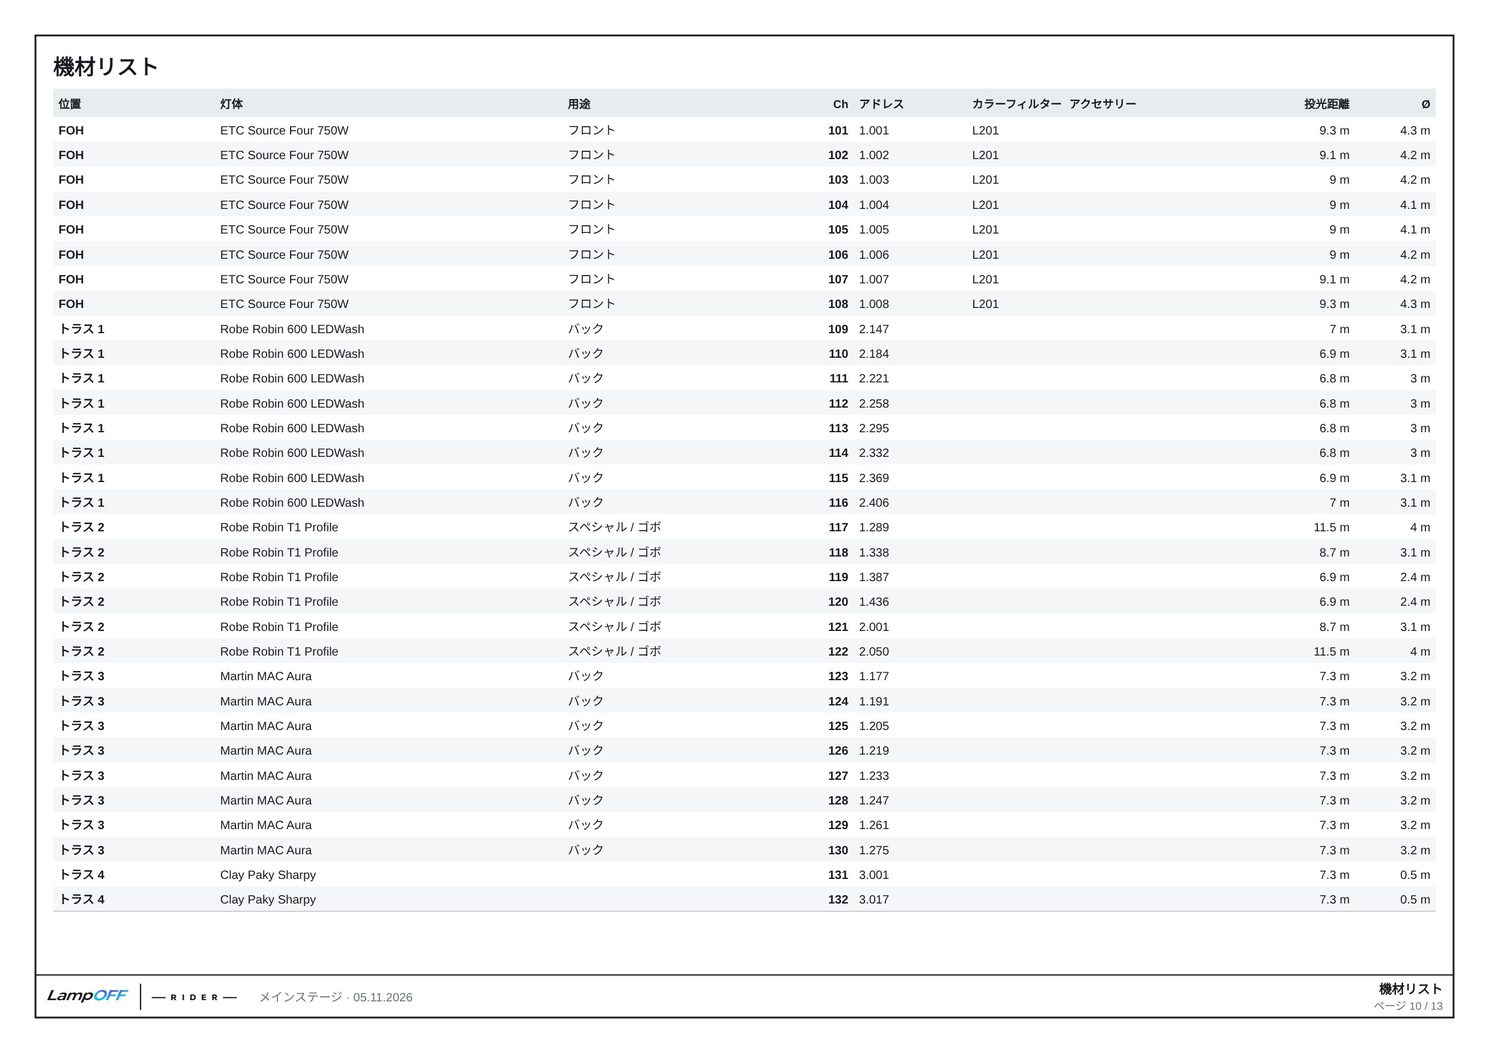 機材リスト
位置 灯体 用途 Ch アドレス カラーフィルター アクセサリー 投光距離 Ø
FOH ETC Source Four 750W フロント 101 1.001 L201 9.3 m 4.3 m
FOH ETC Source Four 750W フロント 102 1.002 L201 9.1 m 4.2 m
FOH ETC Source Four 750W フロント 103 1.003 L201 9 m 4.2 m
FOH ETC Source Four 750W フロント 104 1.004 L201 9 m 4.1 m
FOH ETC Source Four 750W フロント 105 1.005 L201 9 m 4.1 m
FOH ETC Source Four 750W フロント 106 1.006 L201 9 m 4.2 m
FOH ETC Source Four 750W フロント 107 1.007 L201 9.1 m 4.2 m
FOH ETC Source Four 750W フロント 108 1.008 L201 9.3 m 4.3 m
トラス 1 Robe Robin 600 LEDWash バック 109 2.147 7 m 3.1 m
トラス 1 Robe Robin 600 LEDWash バック 110 2.184 6.9 m 3.1 m
トラス 1 Robe Robin 600 LEDWash バック 111 2.221 6.8 m 3 m
トラス 1 Robe Robin 600 LEDWash バック 112 2.258 6.8 m 3 m
トラス 1 Robe Robin 600 LEDWash バック 113 2.295 6.8 m 3 m
トラス 1 Robe Robin 600 LEDWash バック 114 2.332 6.8 m 3 m
トラス 1 Robe Robin 600 LEDWash バック 115 2.369 6.9 m 3.1 m
トラス 1 Robe Robin 600 LEDWash バック 116 2.406 7 m 3.1 m
トラス 2 Robe Robin T1 Profile スペシャル / ゴボ 117 1.289 11.5 m 4 m
トラス 2 Robe Robin T1 Profile スペシャル / ゴボ 118 1.338 8.7 m 3.1 m
トラス 2 Robe Robin T1 Profile スペシャル / ゴボ 119 1.387 6.9 m 2.4 m
トラス 2 Robe Robin T1 Profile スペシャル / ゴボ 120 1.436 6.9 m 2.4 m
トラス 2 Robe Robin T1 Profile スペシャル / ゴボ 121 2.001 8.7 m 3.1 m
トラス 2 Robe Robin T1 Profile スペシャル / ゴボ 122 2.050 11.5 m 4 m
トラス 3 Martin MAC Aura バック 123 1.177 7.3 m 3.2 m
トラス 3 Martin MAC Aura バック 124 1.191 7.3 m 3.2 m
トラス 3 Martin MAC Aura バック 125 1.205 7.3 m 3.2 m
トラス 3 Martin MAC Aura バック 126 1.219 7.3 m 3.2 m
トラス 3 Martin MAC Aura バック 127 1.233 7.3 m 3.2 m
トラス 3 Martin MAC Aura バック 128 1.247 7.3 m 3.2 m
トラス 3 Martin MAC Aura バック 129 1.261 7.3 m 3.2 m
トラス 3 Martin MAC Aura バック 130 1.275 7.3 m 3.2 m
トラス 4 Clay Paky Sharpy 131 3.001 7.3 m 0.5 m
トラス 4 Clay Paky Sharpy 132 3.017 7.3 m 0.5 m
LampOFF RIDER メインステージ · 05.11.2026
機材リスト
ページ 10 / 13